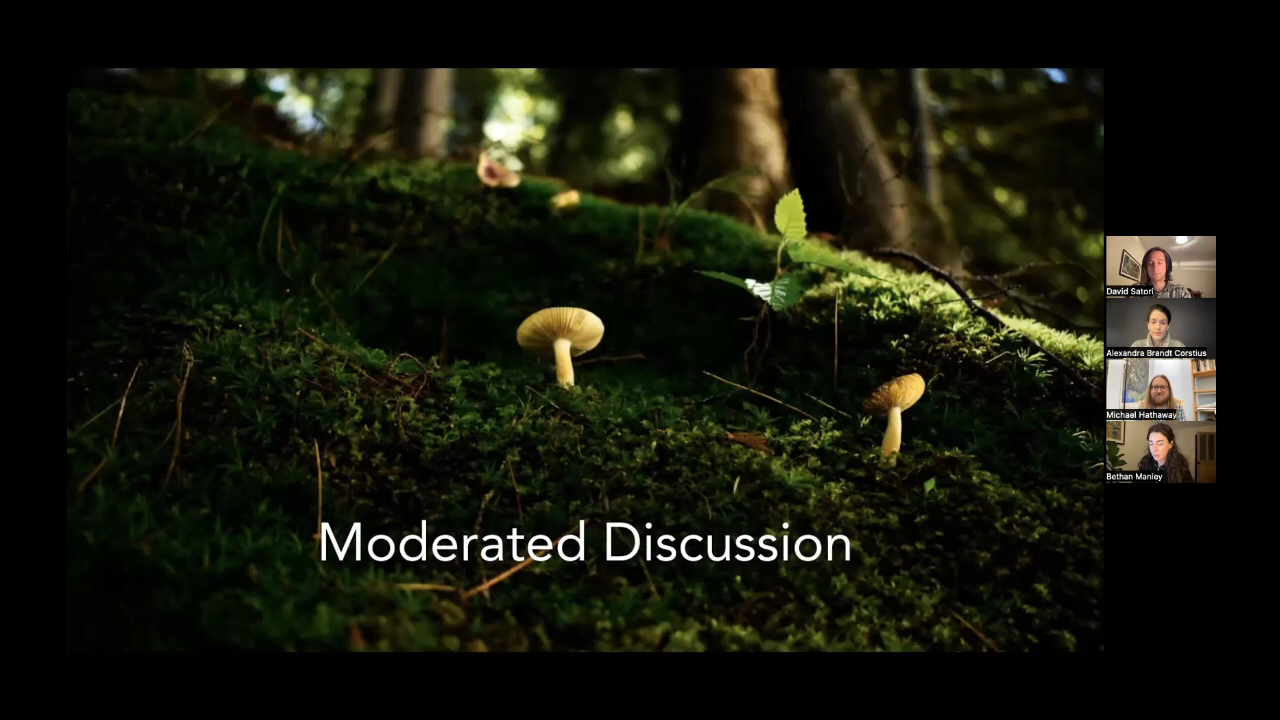 Moderated Discussion
David Satori
Alexandra Brandt Corstius
Michael Hathaway
Bethan Manley